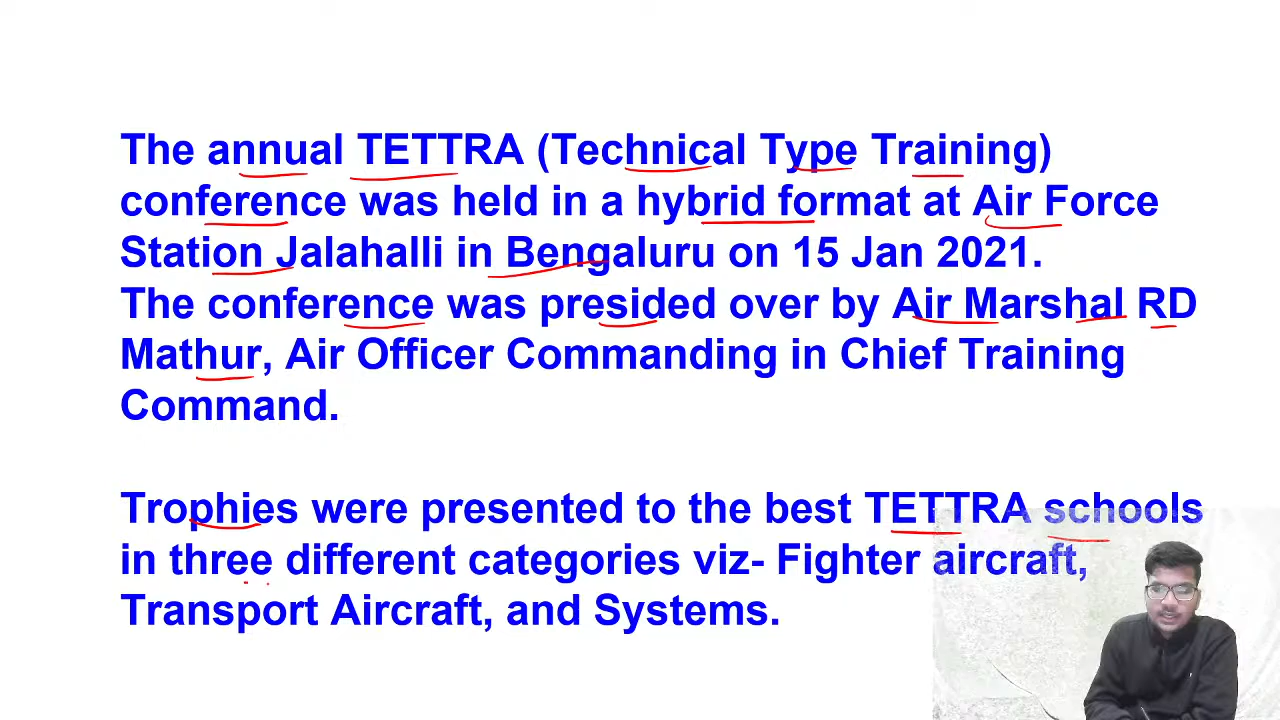 The annual TETTRA (Technical Type Training)
conference was held in a hybrid format at Air Force
Station Jalahalli in Bengaluru on 15 Jan 2021.
The conference was presided over by Air Marshal RD
Mathur, Air Officer Commanding in Chief Training
Command.
Trophies were presented to the best TETTRA schools
in three different categories viz- Fighter aircraft,
Transport Aircraft, and Systems.